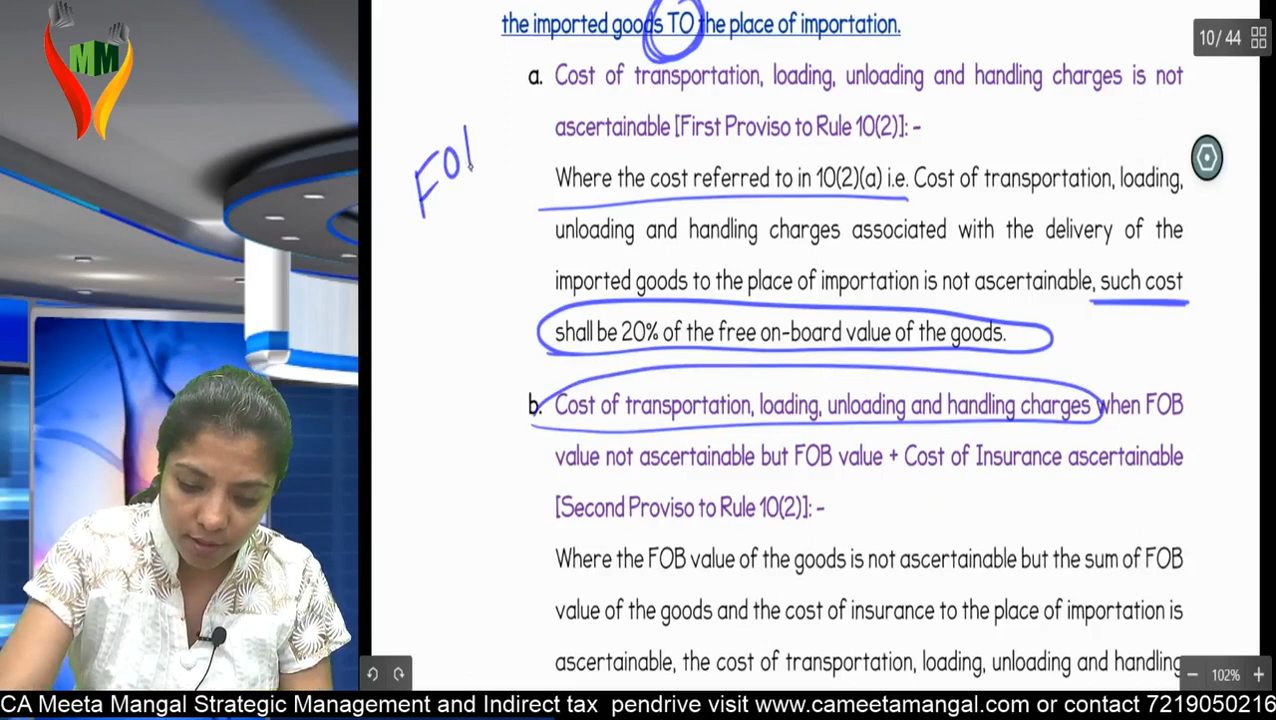 MM
the imported goods TO the place of importation.
10/44
a. Cost of transportation, loading, unloading and handling charges is not
ascertainable [First Proviso to Rule 10(2)]: -
FO
Where the cost referred to in 10(2)(a) i.e. Cost of transportation, loading,
unloading and handling charges associated with the delivery of the
imported goods to the place of importation is not ascertainable, such cost
shall be 20% of the free on-board value of the goods.
b. Cost of transportation, loading, unloading and handling charges when FOB
value not ascertainable but FOB value + Cost of Insurance ascertainable
[Second Proviso to Rule 10(2)]: -
Where the FOB value of the goods is not ascertainable but the sum of FOB
value of the goods and the cost of insurance to the place of importation is
ascertainable, the cost of transportation, loading, unloading and handling
102%
CA Meeta Mangal Strategic Management and Indirect tax pendrive visit www.cameetamangal.com or contact 7219050216